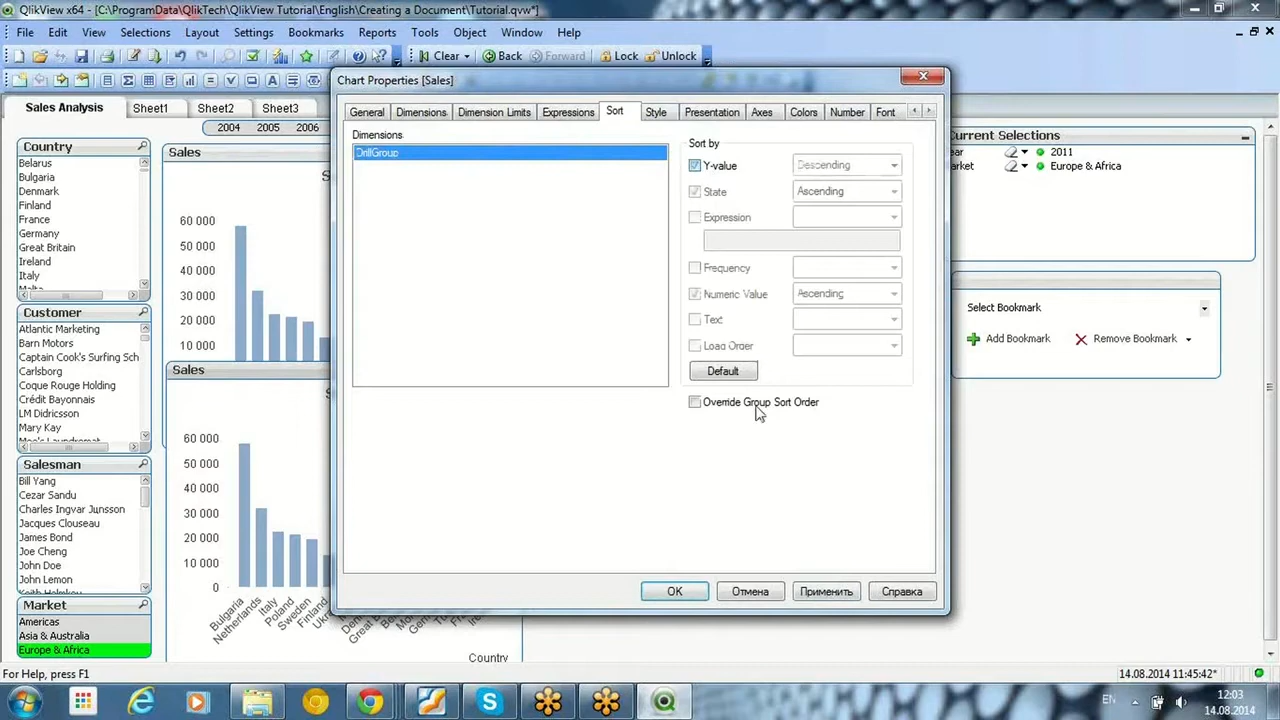 QlikView x64 - [C:\ProgramData\QlikTech\QlikView Tutorial\English\Creating a Document\Tutorial.qvw*]
File Edit View Selections Layout Settings Bookmarks Reports Tools Object Window Help
Clear Back Forward Lock Unlock
Chart Properties [Sales]
Sales Analysis Sheet1 Sheet2 Sheet3
General Dimensions Dimension Limits Expressions Sort Style Presentation Axes Colors Number Font
2004 2005 2006
Country
Belarus
Bulgaria
Denmark
Finland
France
Germany
Great Britain
Ireland
Italy
Customer
Atlantic Marketing
Barn Motors
Captain Cook's Surfing Sch
Carlsborg
Coque Rouge Holding
Crédit Bayonnais
LM Didricsson
Mary Kay
Salesman
Bill Yang
Cezar Sandu
Charles Ingvar Jµnsson
Jacques Clouseau
James Bond
Joe Cheng
John Doe
John Lemon
Market
Americas
Asia & Australia
Europe & Africa
Sales
60 000
50 000
40 000
30 000
20 000
10 000
Sales
60 000
50 000
40 000
30 000
20 000
10 000
0
Bulgaria
Netherlands
Italy
Poland
Sweden
Finland
Country
Dimensions
DrillGroup
Sort by
Y-value Descending
State Ascending
Expression
Frequency
Numeric Value Ascending
Text
Load Order
Default
Override Group Sort Order
OK Отмена Применить Справка
Current Selections
2011
Europe & Africa
Select Bookmark
Add Bookmark Remove Bookmark
For Help, press F1
14.08.2014 11:45:42*
EN
12:03
14.08.2014